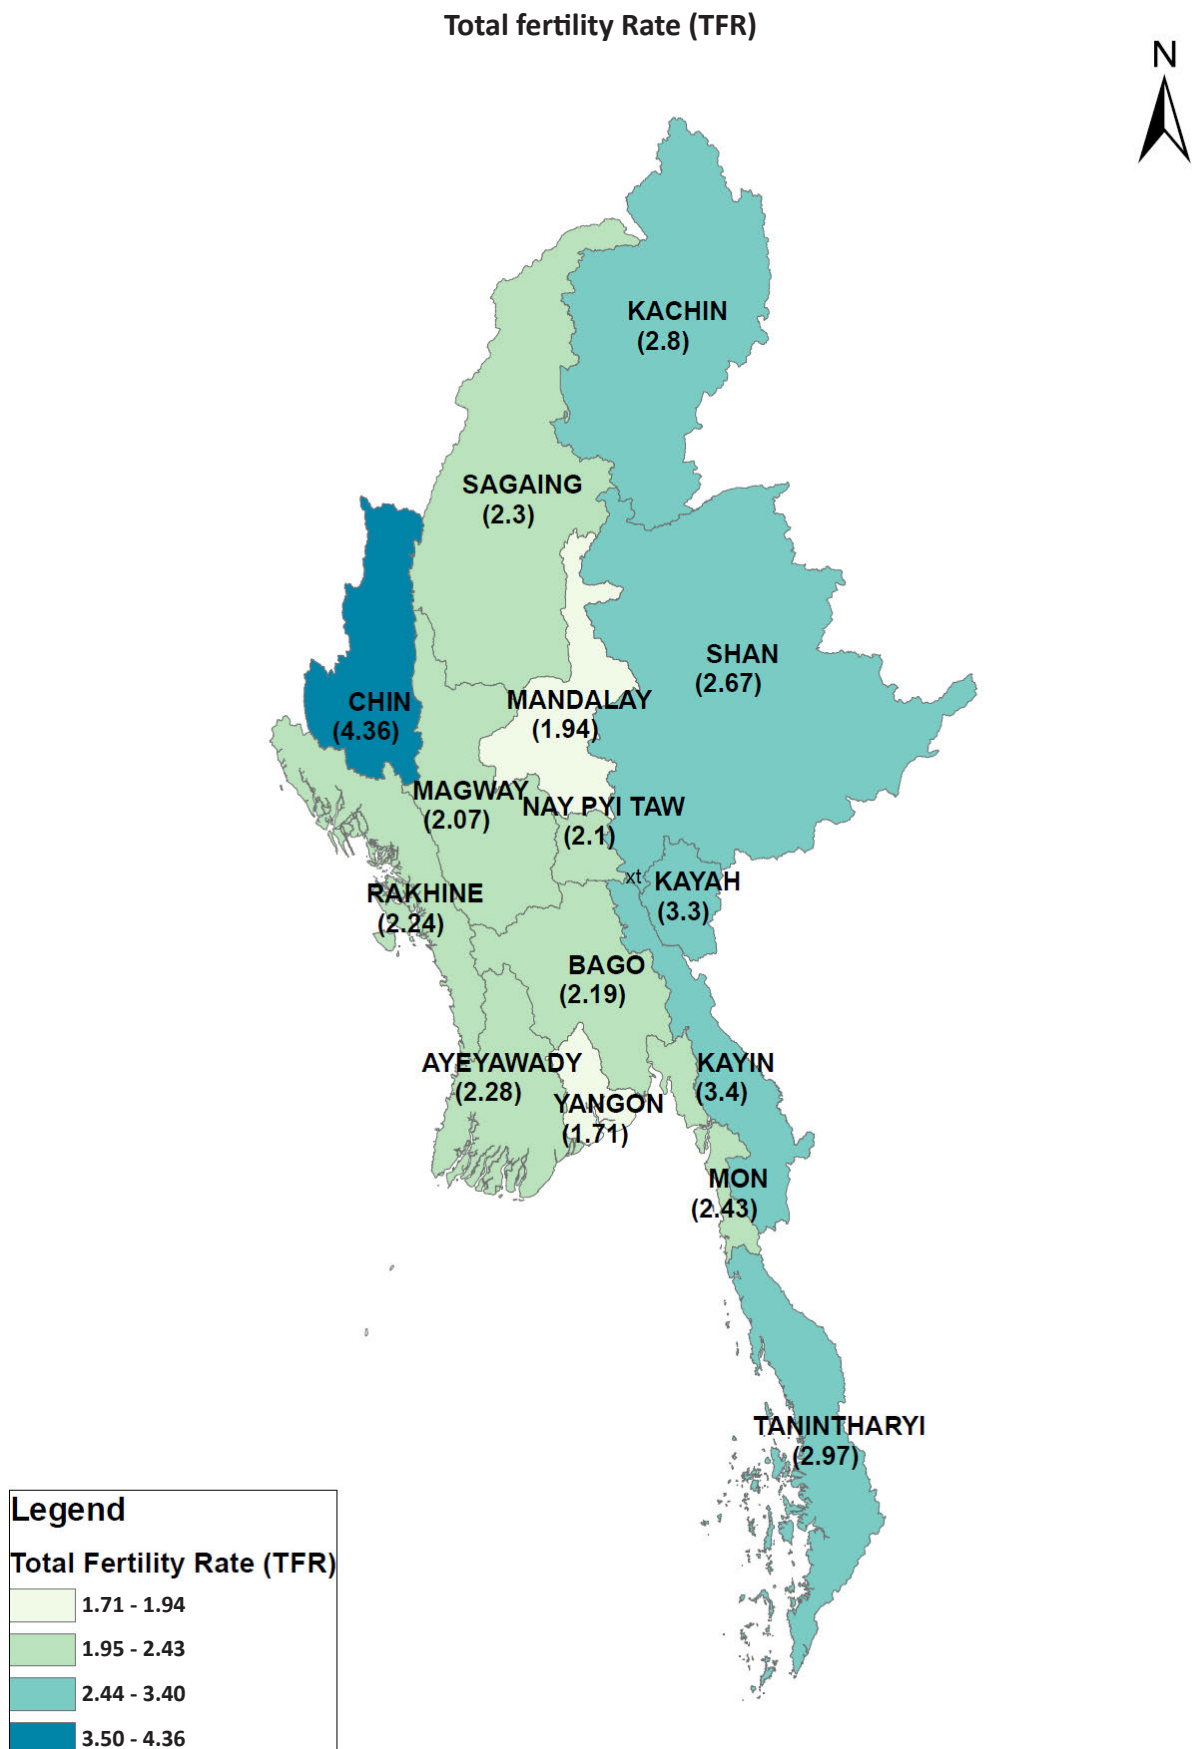 Total fertility Rate (TFR)
N
KACHIN
(2.8)
SAGAING
(2.3)
SHAN
(2.67)
CHIN
(4.36)
MANDALAY
(1.94)
MAGWAY
(2.07)
NAY PYI TAW
(2.1)
xt
KAYAH
(3.3)
RAKHINE
(2.24)
BAGO
(2.19)
AYEYAWADY
(2.28)
KAYIN
(3.4)
YANGON
(1.71)
MON
(2.43)
TANINTHARYI
(2.97)
Legend
Total Fertility Rate (TFR)
1.71 - 1.94
1.95 - 2.43
2.44 - 3.40
3.50 - 4.36